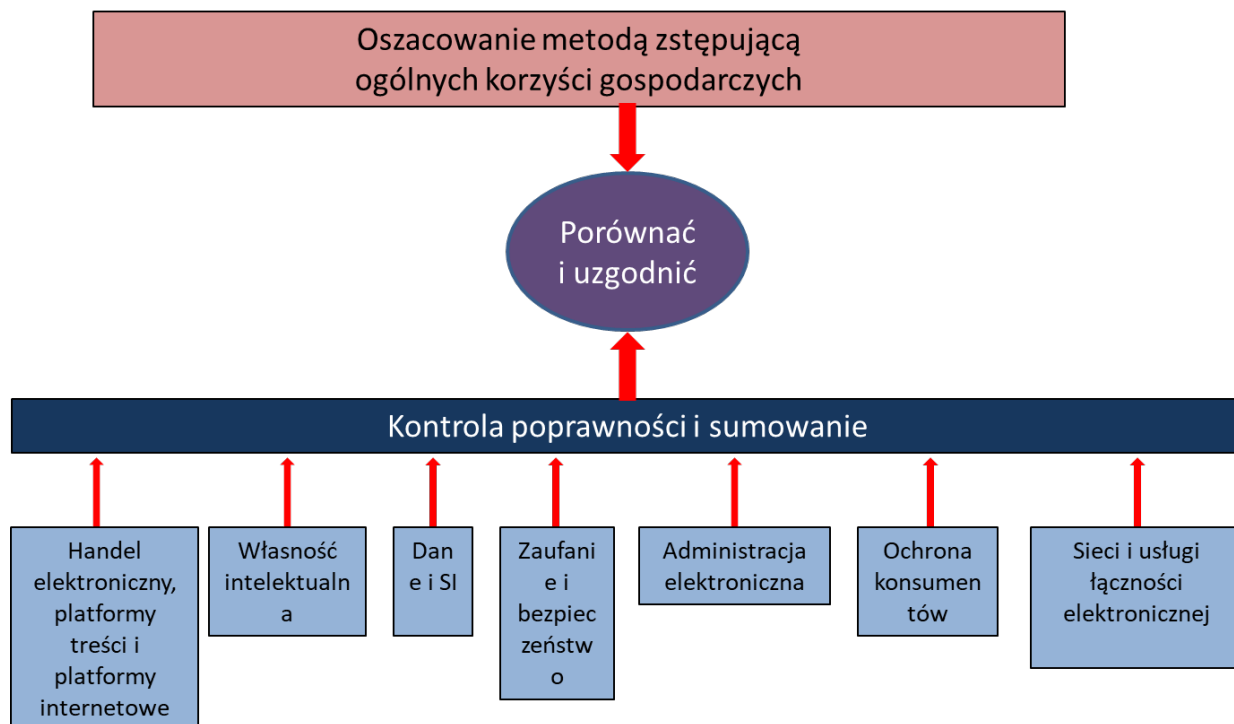 Oszacowanie metodą zstępującą
ogólnych korzyści gospodarczych
Porównać
i uzgodnić
Kontrola poprawności i sumowanie
Handel
elektroniczny,
platformy
treści i
platformy
internetowe
Własność
intelektualn
a
Dan
e i SI
Zaufani
e i
bezpiec
zeństw
o
Administracja
elektroniczna
Ochrona
konsumen
tów
Sieci i usługi
łączności
elektronicznej